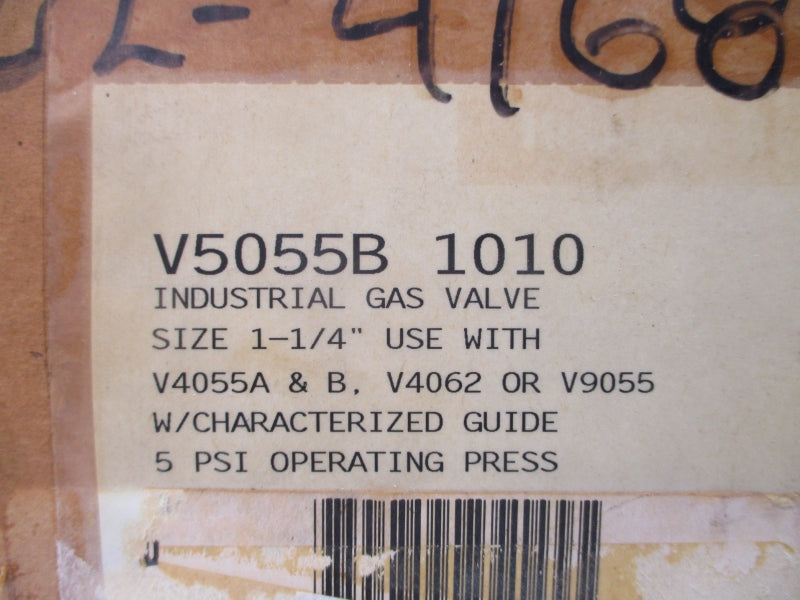 V5055B 1010
INDUSTRIAL GAS VALVE
SIZE 1-1/4" USE WITH
V4055A & B, V4062 OR V9055
W/CHARACTERIZED GUIDE
5 PSI OPERATING PRESS